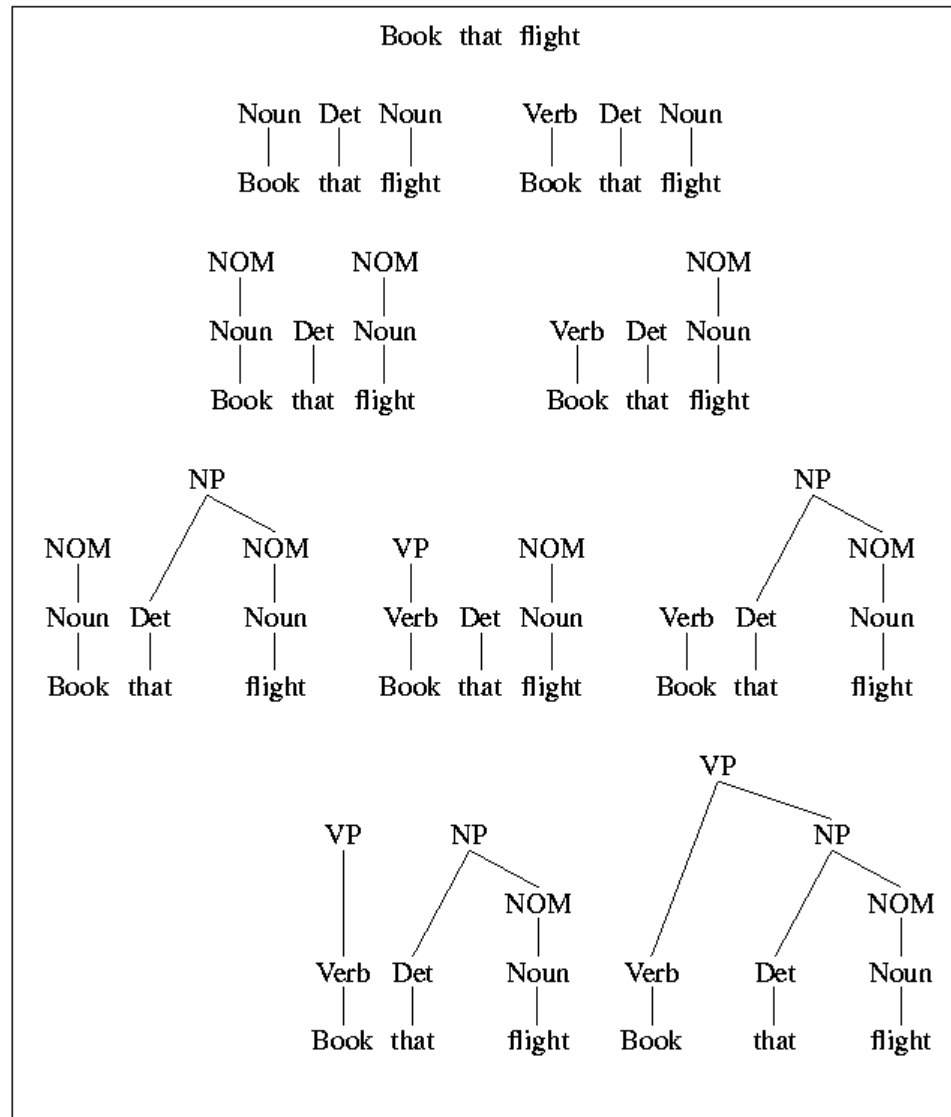 Book that flight
Noun Det Noun Verb Det Noun
Book that flight Book that flight
NOM NOM NOM
Noun Det Noun Verb Det Noun
Book that flight Book that flight
NP NP
NOM NOM VP NOM NOM
Noun Det Noun Verb Det Noun Verb Det Noun
Book that flight Book that flight Book that flight
VP
VP NP NP
NOM NOM
Verb Det Noun Verb Det Noun
Book that flight Book that flight